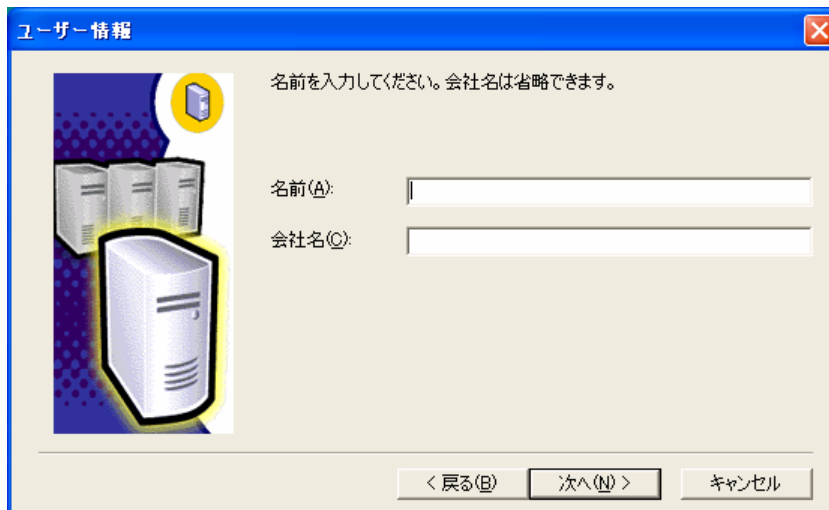 ユーザー情報
名前を入力してください。会社名は省略できます。
名前(A):
会社名(C):
< 戻る(B)
次へ(N) >
キャンセル